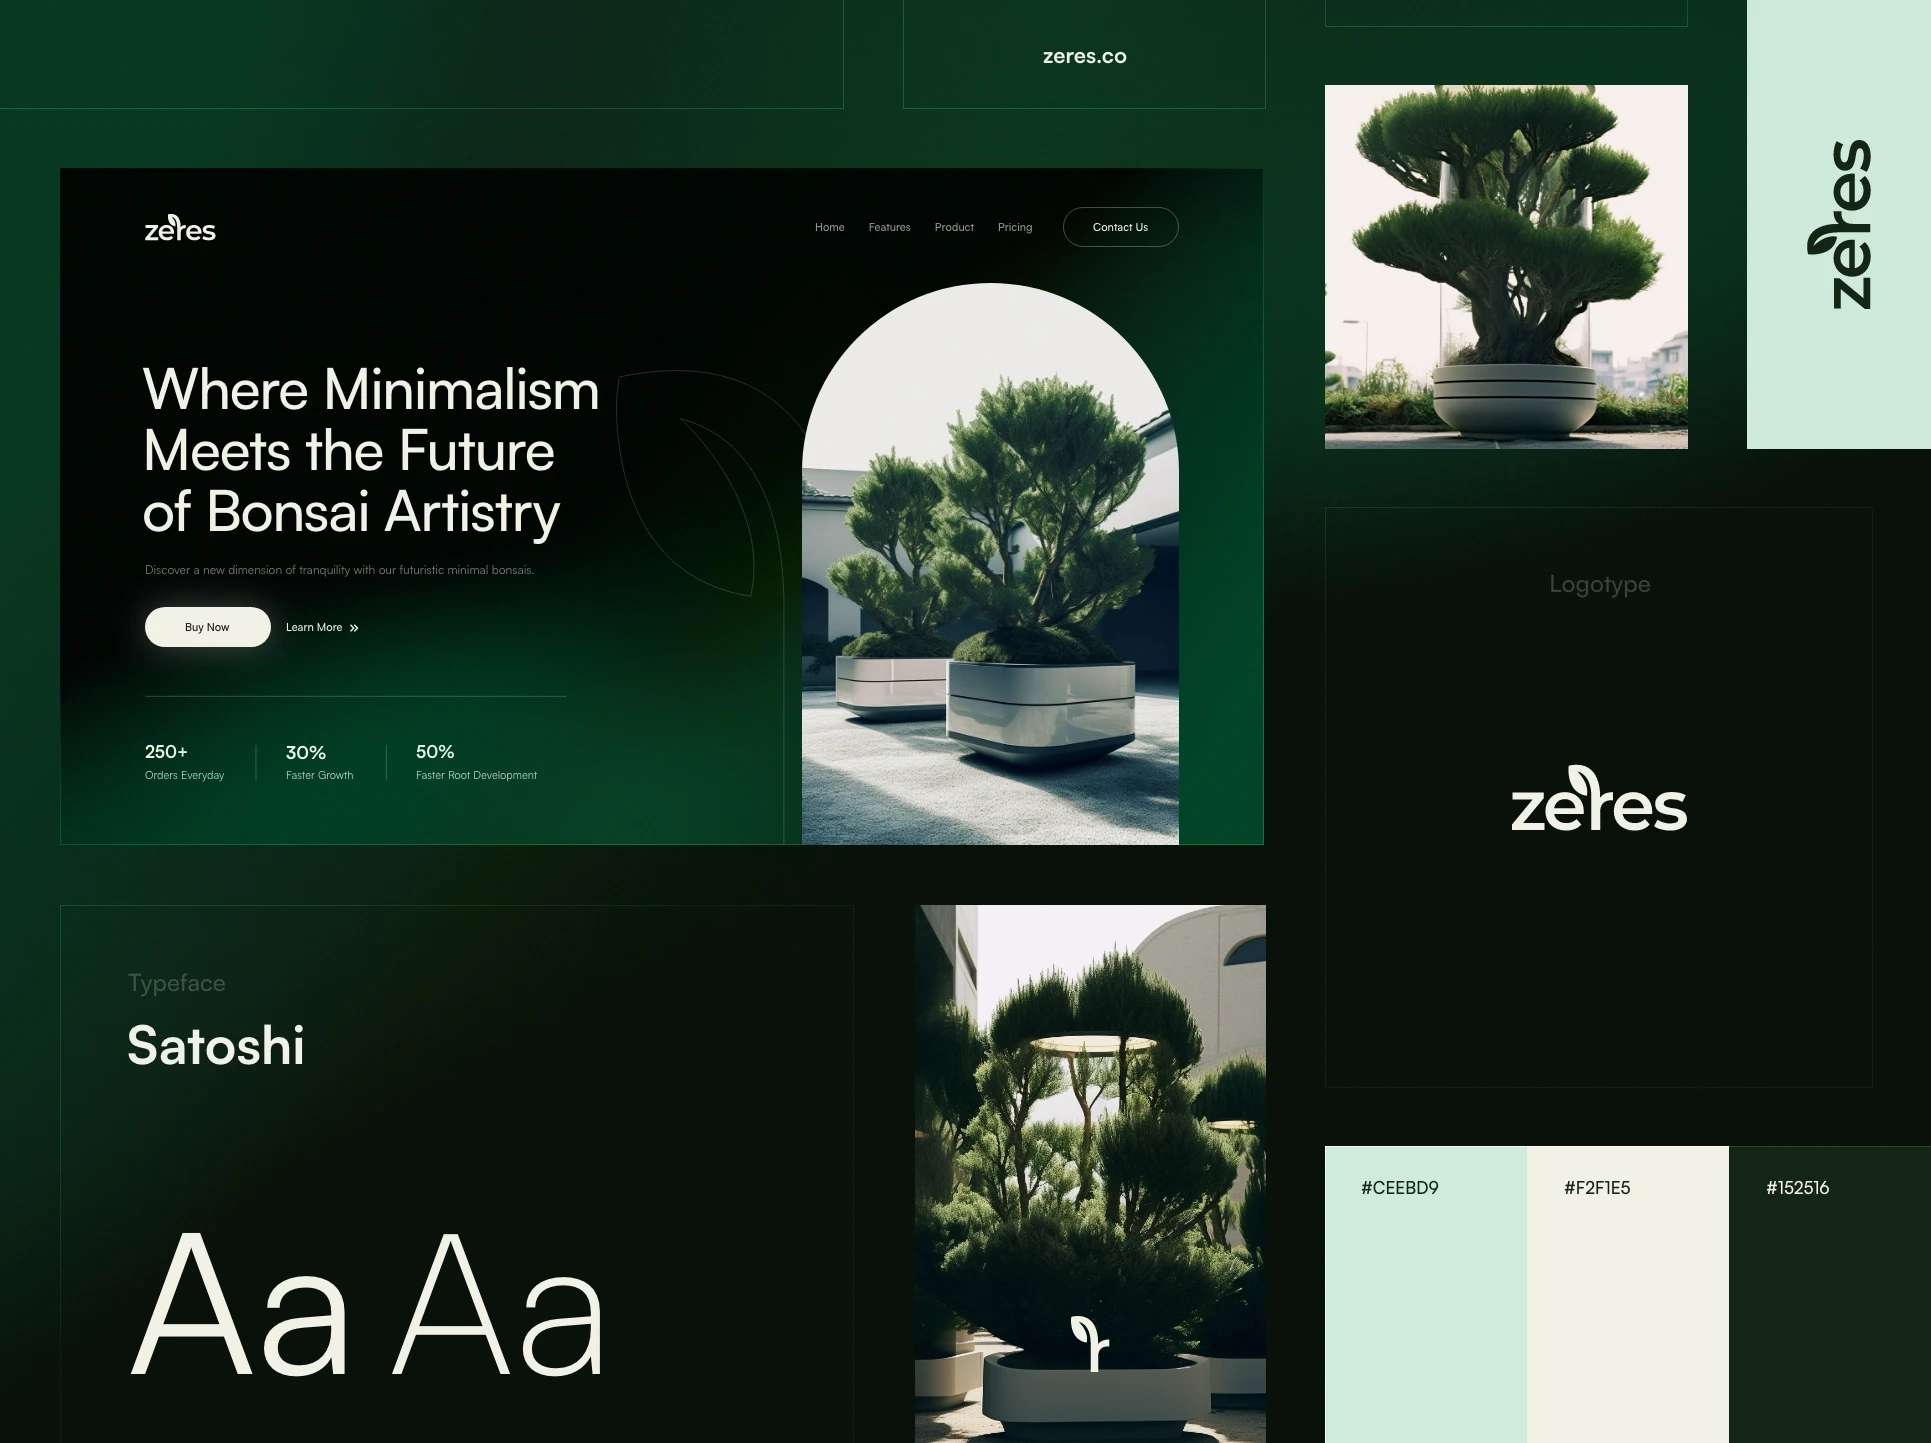 zeres.co
zeres
Home Features Product Pricing Contact Us
Where Minimalism
Meets the Future
of Bonsai Artistry
Discover a new dimension of tranquility with our futuristic minimal bonsais.
Buy Now Learn More »
250+ 30% 50%
Orders Everyday Faster Growth Faster Root Development
zeres
Logotype
zeres
Typeface
Satoshi
Aa Aa
r
#CEEBD9 #F2F1E5 #152516